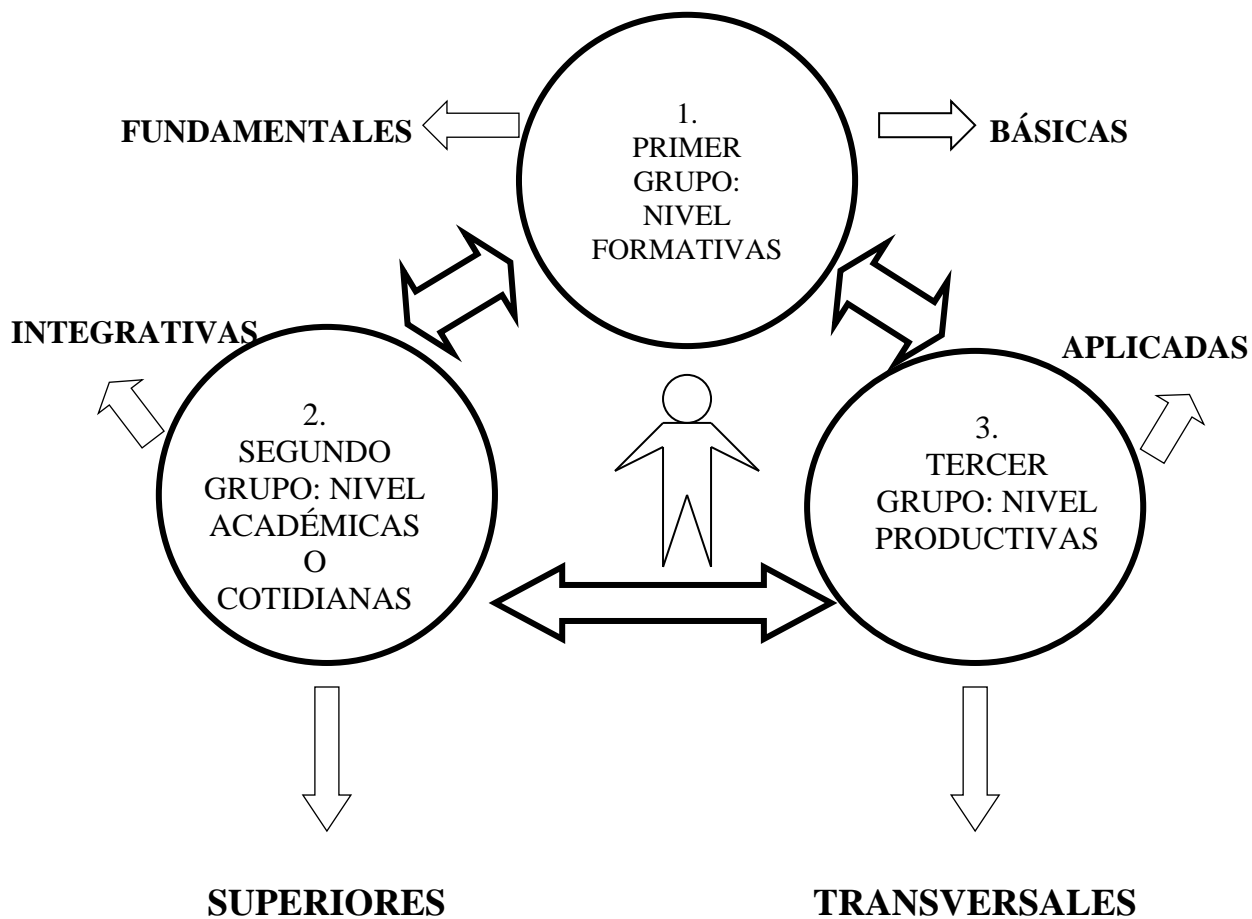 FUNDAMENTALES
1.
PRIMER
GRUPO:
NIVEL
FORMATIVAS
BÁSICAS
INTEGRATIVAS
2.
SEGUNDO
GRUPO: NIVEL
ACADÉMICAS
O
COTIDIANAS
APLICADAS
3.
TERCER
GRUPO: NIVEL
PRODUCTIVAS
SUPERIORES
TRANSVERSALES